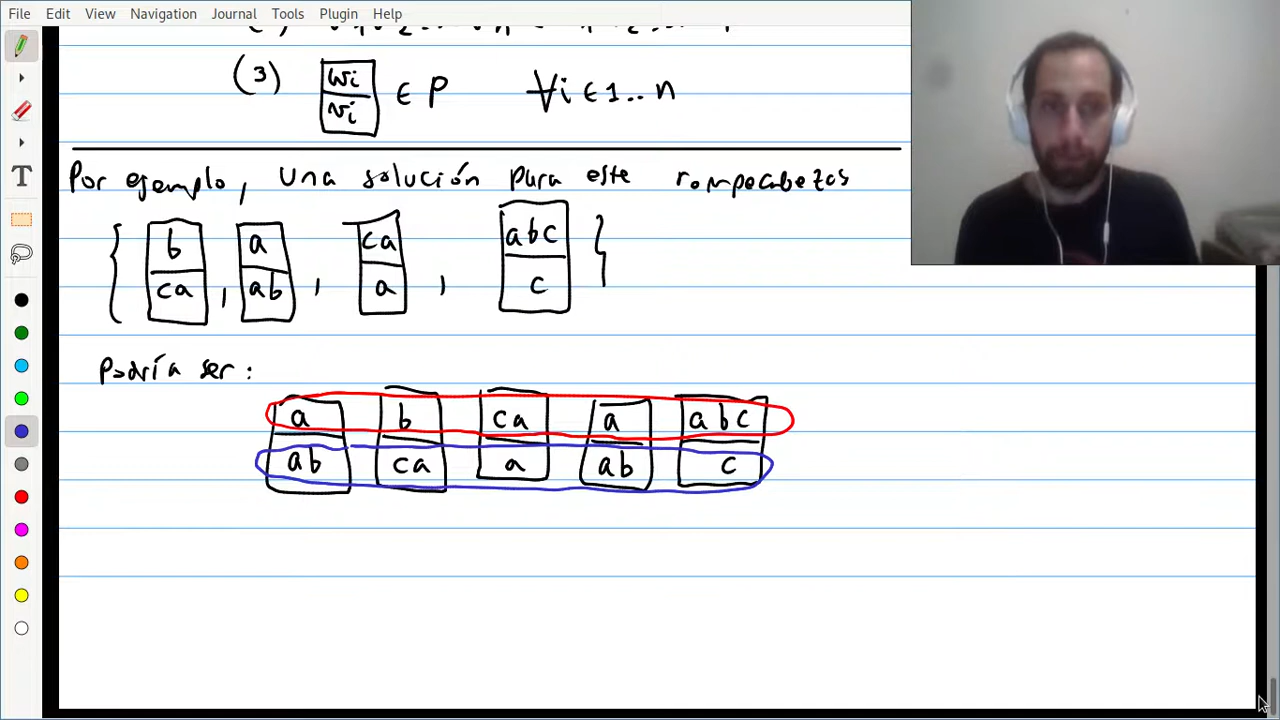 File Edit View Navigation Journal Tools Plugin Help
(3) wi ∈ P ∀i ∈ 1..n
vi
T
Por ejemplo, una solución para este rompecabezas
{ b , a , ca , abc }
ca ab a c
Podría ser:
a b ca a abc
ab ca a ab c